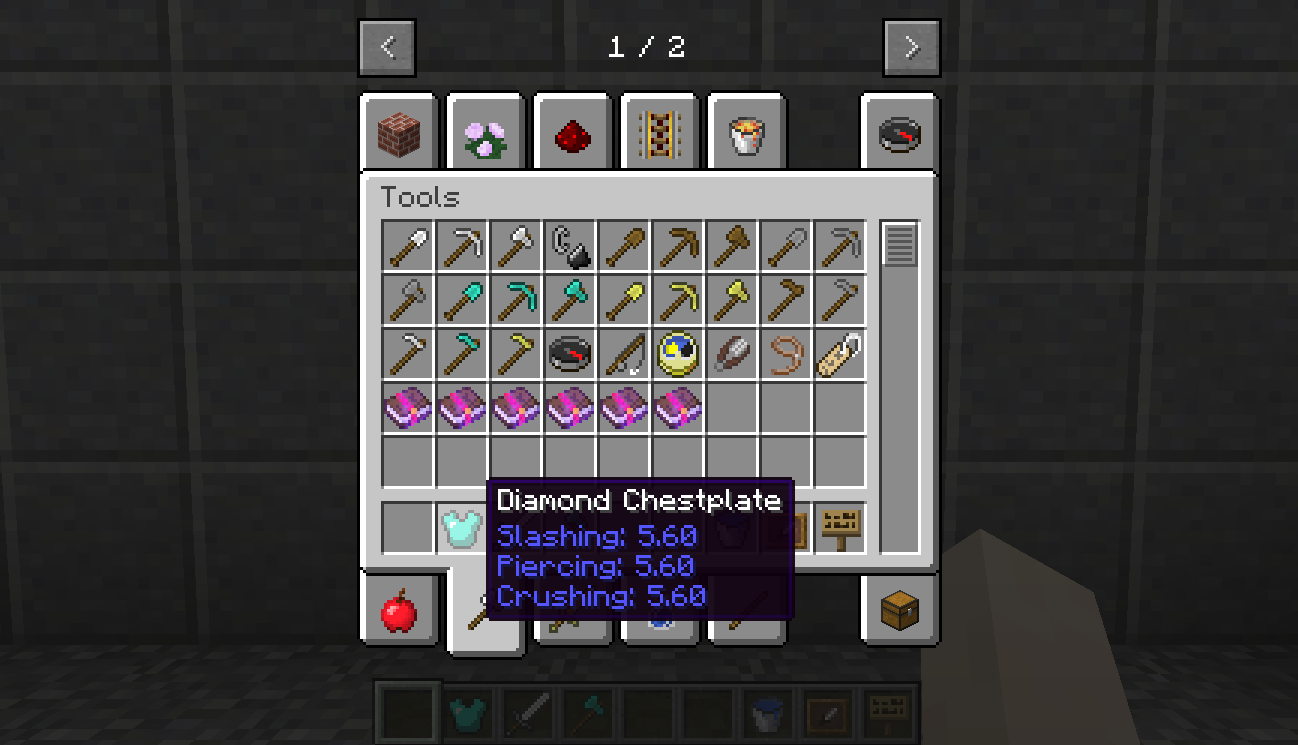 1 / 2
Tools
Diamond Chestplate
Slashing: 5.60
Piercing: 5.60
Crushing: 5.60